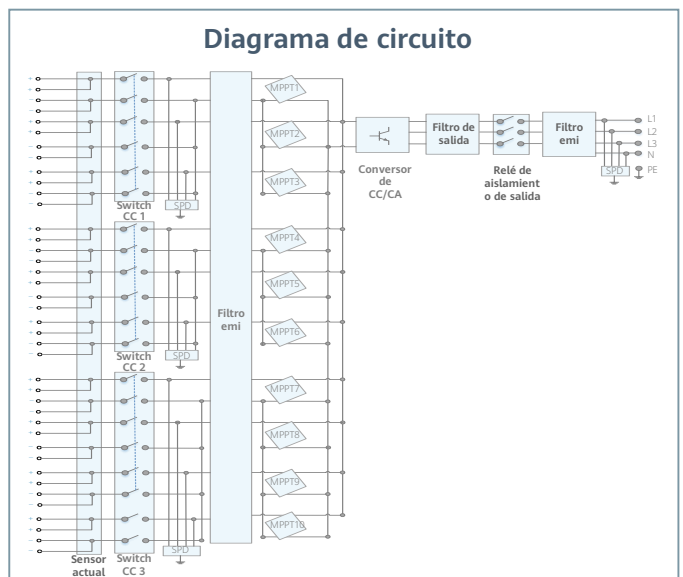 Diagrama de circuito
MPPT1
MPPT2
MPPT3
SPD
Switch
CC 1
MPPT4
MPPT5
MPPT6
SPD
Switch
CC 2
MPPT7
MPPT8
MPPT9
MPPT10
SPD
Sensor
actual
Switch
CC 3
Filtro
emi
Conversor
de
CC/CA
Filtro de
salida
Relé de
aislamient
o de salida
Filtro
emi
L1
L2
L3
N
SPD
PE